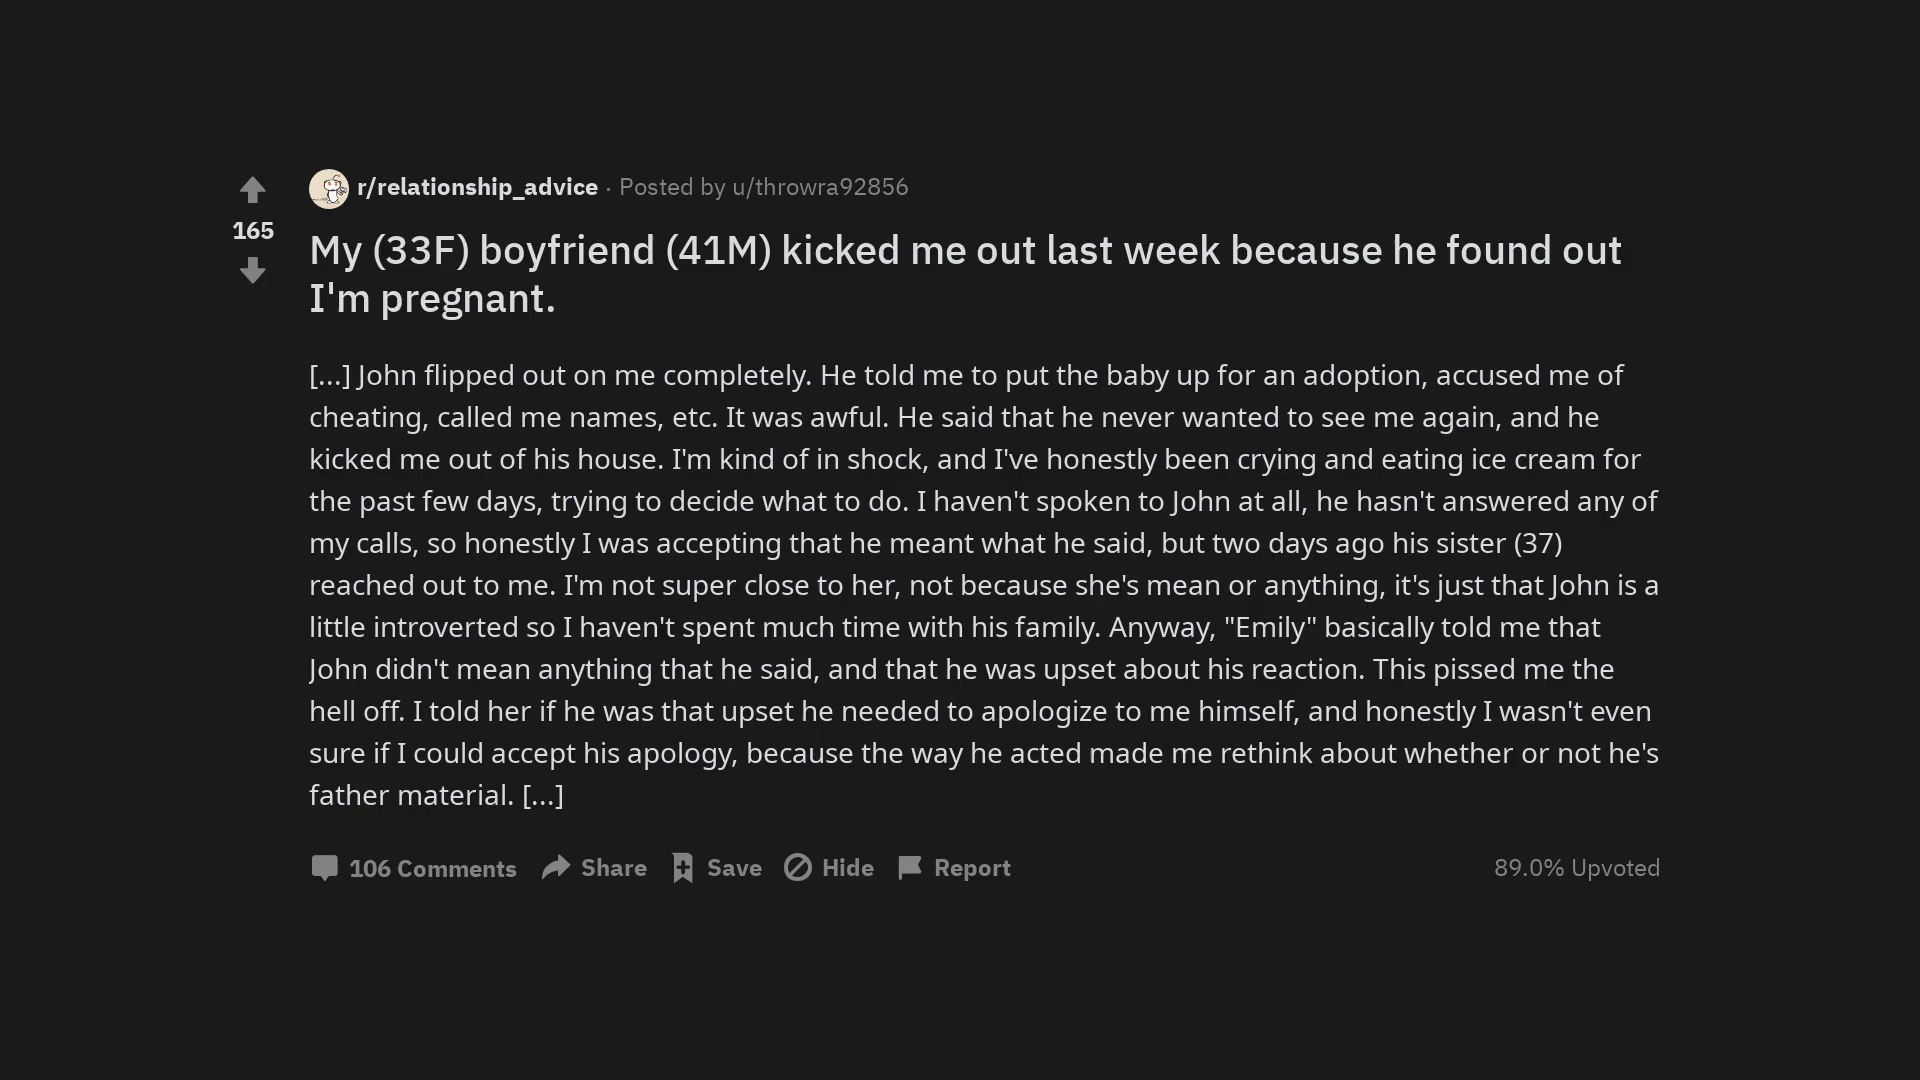 r/relationship_advice · Posted by u/throwra92856
165
My (33F) boyfriend (41M) kicked me out last week because he found out
I'm pregnant.
[...] John flipped out on me completely. He told me to put the baby up for an adoption, accused me of
cheating, called me names, etc. It was awful. He said that he never wanted to see me again, and he
kicked me out of his house. I'm kind of in shock, and I've honestly been crying and eating ice cream for
the past few days, trying to decide what to do. I haven't spoken to John at all, he hasn't answered any of
my calls, so honestly I was accepting that he meant what he said, but two days ago his sister (37)
reached out to me. I'm not super close to her, not because she's mean or anything, it's just that John is a
little introverted so I haven't spent much time with his family. Anyway, "Emily" basically told me that
John didn't mean anything that he said, and that he was upset about his reaction. This pissed me the
hell off. I told her if he was that upset he needed to apologize to me himself, and honestly I wasn't even
sure if I could accept his apology, because the way he acted made me rethink about whether or not he's
father material. [...]
106 Comments Share Save Hide Report 89.0% Upvoted